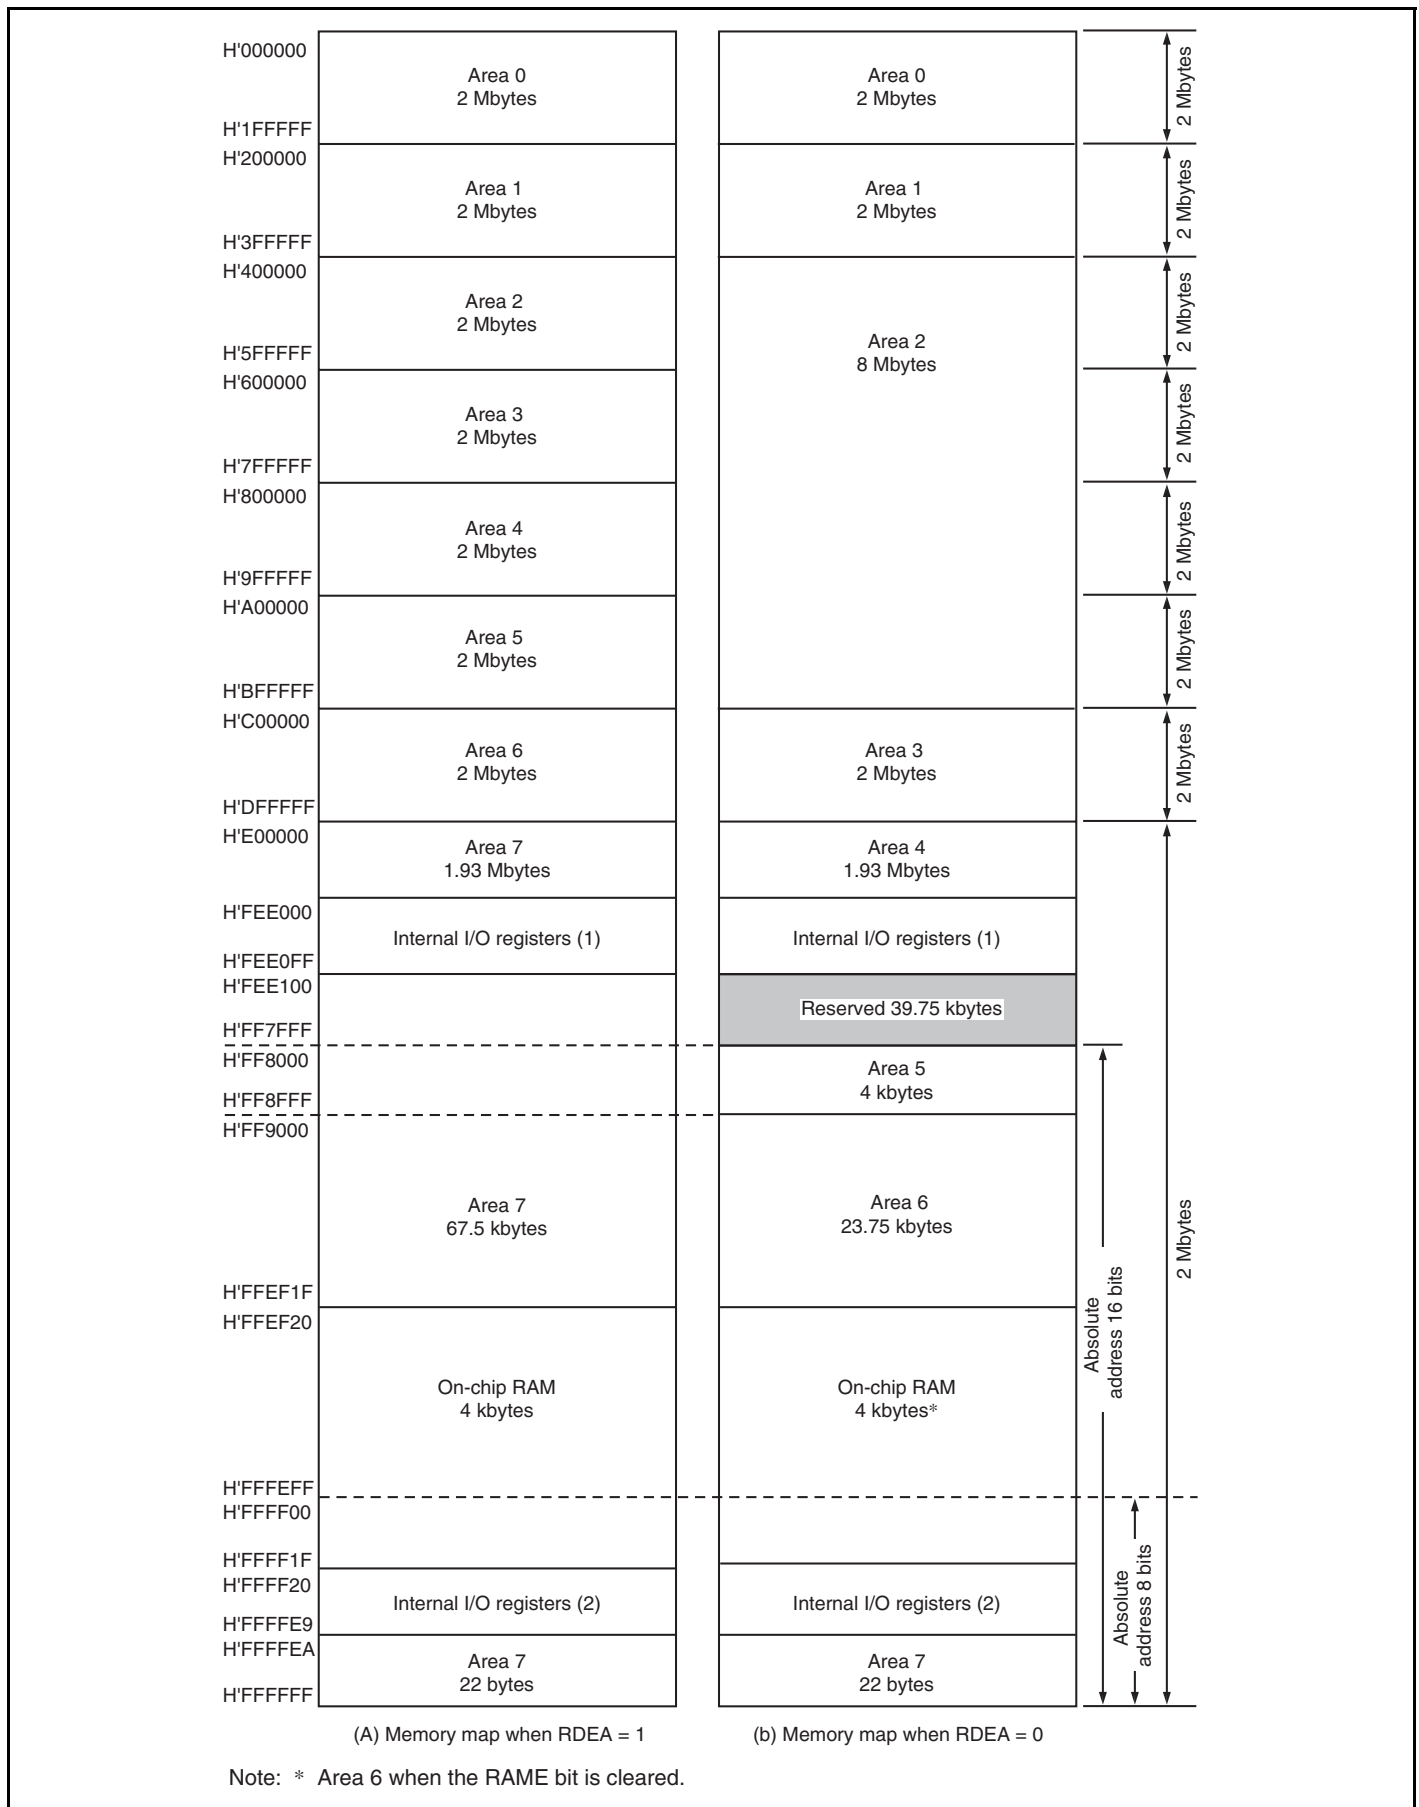 H'000000
Area 0
2 Mbytes
Area 0
2 Mbytes
2 Mbytes
H'1FFFFF
H'200000
Area 1
2 Mbytes
Area 1
2 Mbytes
2 Mbytes
H'3FFFFF
H'400000
Area 2
2 Mbytes
Area 2
8 Mbytes
2 Mbytes
H'5FFFFF
H'600000
Area 3
2 Mbytes
2 Mbytes
H'7FFFFF
H'800000
Area 4
2 Mbytes
2 Mbytes
H'9FFFFF
H'A00000
Area 5
2 Mbytes
2 Mbytes
H'BFFFFF
H'C00000
Area 6
2 Mbytes
Area 3
2 Mbytes
2 Mbytes
H'DFFFFF
H'E00000
Area 7
1.93 Mbytes
Area 4
1.93 Mbytes
H'FEE000
Internal I/O registers (1)
Internal I/O registers (1)
H'FEE0FF
H'FEE100
Reserved 39.75 kbytes
H'FF7FFF
H'FF8000
Area 5
4 kbytes
H'FF8FFF
H'FF9000
Area 7
67.5 kbytes
Area 6
23.75 kbytes
2 Mbytes
H'FFEF1F
H'FFEF20
Absolute
address 16 bits
On-chip RAM
4 kbytes
On-chip RAM
4 kbytes*
H'FFFEFF
H'FFFF00
H'FFFF1F
H'FFFF20
Internal I/O registers (2)
Internal I/O registers (2)
Absolute
address 8 bits
H'FFFFE9
H'FFFFEA
Area 7
22 bytes
Area 7
22 bytes
H'FFFFFF
(A) Memory map when RDEA = 1
(b) Memory map when RDEA = 0
Note: * Area 6 when the RAME bit is cleared.